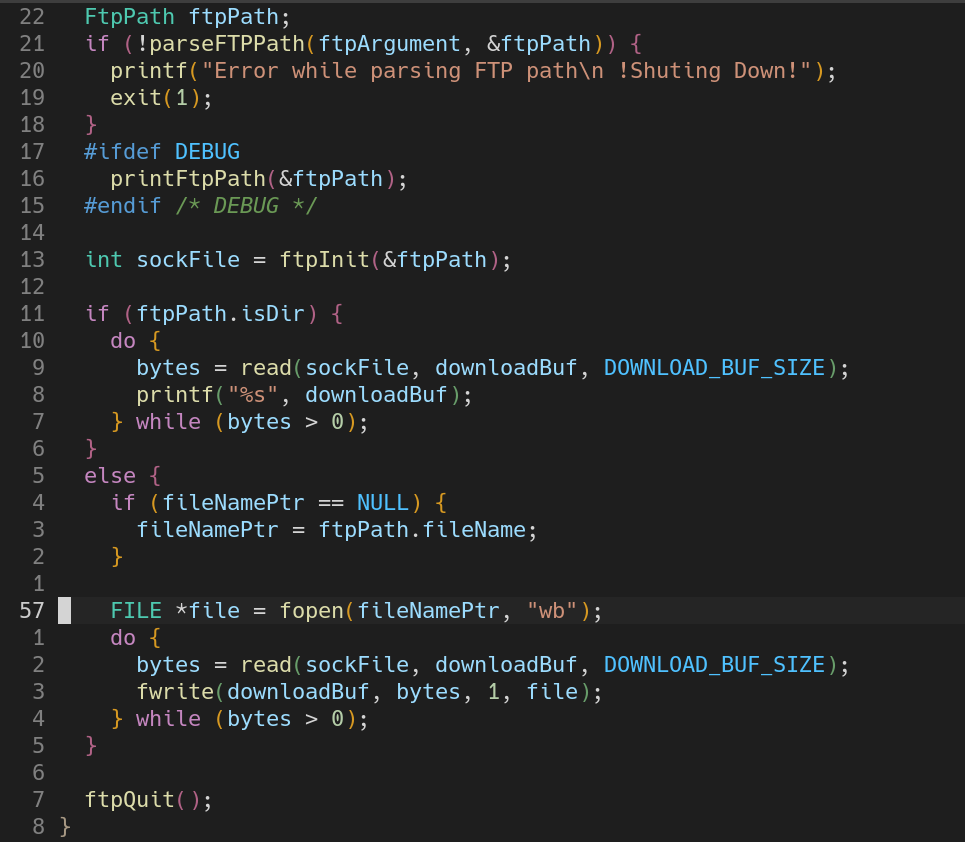 22   FtpPath ftpPath;
21   if (!parseFTPPath(ftpArgument, &ftpPath)) {
20     printf("Error while parsing FTP path\n !Shuting Down!");
19     exit(1);
18   }
17   #ifdef DEBUG
16     printFtpPath(&ftpPath);
15   #endif /* DEBUG */
14
13   int sockFile = ftpInit(&ftpPath);
12
11   if (ftpPath.isDir) {
10     do {
9       bytes = read(sockFile, downloadBuf, DOWNLOAD_BUF_SIZE);
8       printf("%s", downloadBuf);
7     } while (bytes > 0);
6   }
5   else {
4     if (fileNamePtr == NULL) {
3       fileNamePtr = ftpPath.fileName;
2     }
1
57     FILE *file = fopen(fileNamePtr, "wb");
1     do {
2       bytes = read(sockFile, downloadBuf, DOWNLOAD_BUF_SIZE);
3       fwrite(downloadBuf, bytes, 1, file);
4     } while (bytes > 0);
5   }
6
7   ftpQuit();
8 }